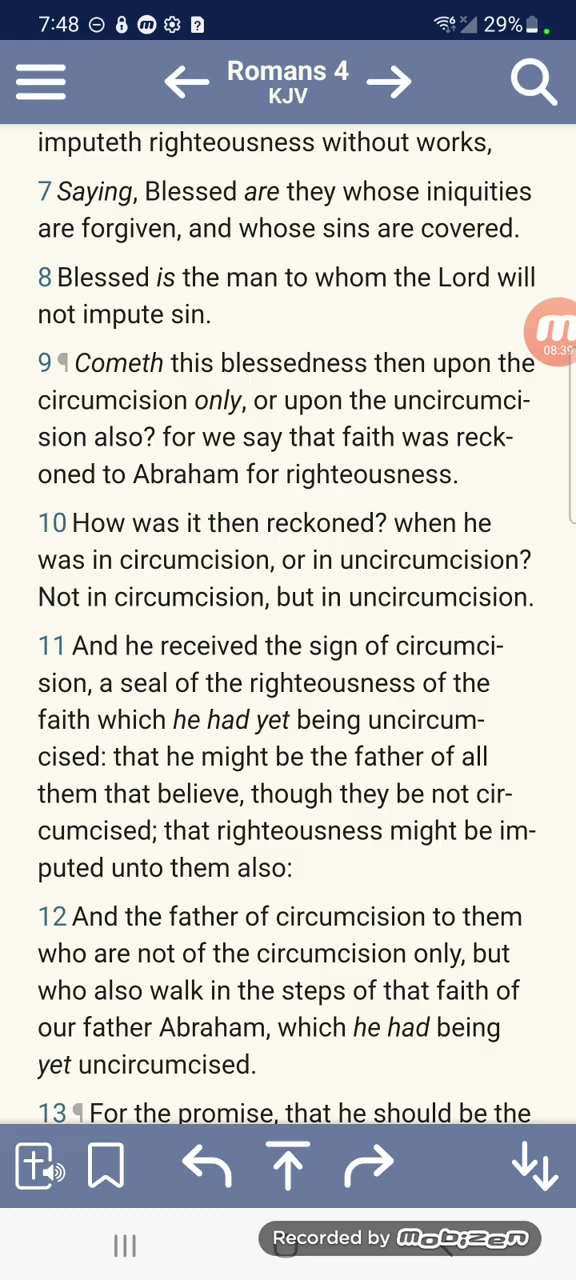 7:48
29%
Romans 4
KJV
imputeth righteousness without works,
7 Saying, Blessed are they whose iniquities
are forgiven, and whose sins are covered.
8 Blessed is the man to whom the Lord will
not impute sin.
08:39
9 ¶ Cometh this blessedness then upon the
circumcision only, or upon the uncircumci-
sion also? for we say that faith was reck-
oned to Abraham for righteousness.
10 How was it then reckoned? when he
was in circumcision, or in uncircumcision?
Not in circumcision, but in uncircumcision.
11 And he received the sign of circumci-
sion, a seal of the righteousness of the
faith which he had yet being uncircum-
cised: that he might be the father of all
them that believe, though they be not cir-
cumcised; that righteousness might be im-
puted unto them also:
12 And the father of circumcision to them
who are not of the circumcision only, but
who also walk in the steps of that faith of
our father Abraham, which he had being
yet uncircumcised.
13 ¶ For the promise, that he should be the
Recorded by mobizen